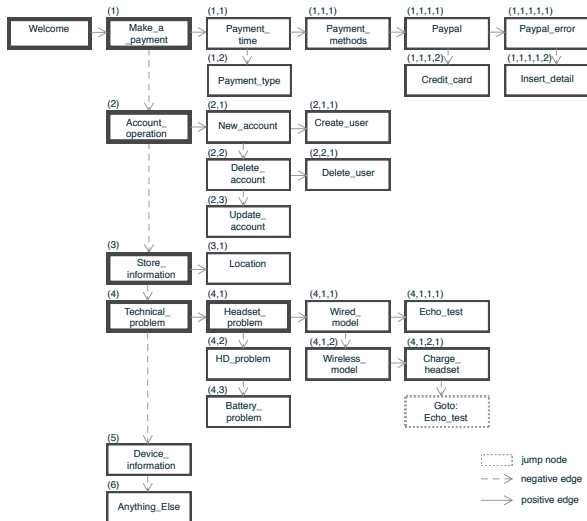 (1)
(1,1)
(1,1,1)
(1,1,1,1)
(1,1,1,1,1)
Welcome
Make_a
_payment
Payment_
time
Payment_
methods
Paypal
Paypal_error
(1,2)
(1,1,1,2)
(1,1,1,1,2)
Payment_type
Credit_card
Insert_detail
(2)
(2,1)
(2,1,1)
Account_
operation
New_account
Create_user
(2,2)
(2,2,1)
Delete_
account
Delete_user
(2,3)
Update_
account
(3)
(3,1)
Store_
information
Location
(4)
(4,1)
(4,1,1)
(4,1,1,1)
Technical_
problem
Headset_
problem
Wired_
model
Echo_test
(4,2)
(4,1,2)
(4,1,2,1)
HD_problem
Wireless_
model
Charge_
headset
(4,3)
Battery_
problem
Goto:
Echo_test
(5)
Device_
information
(6)
Anything_Else
jump node
negative edge
positive edge